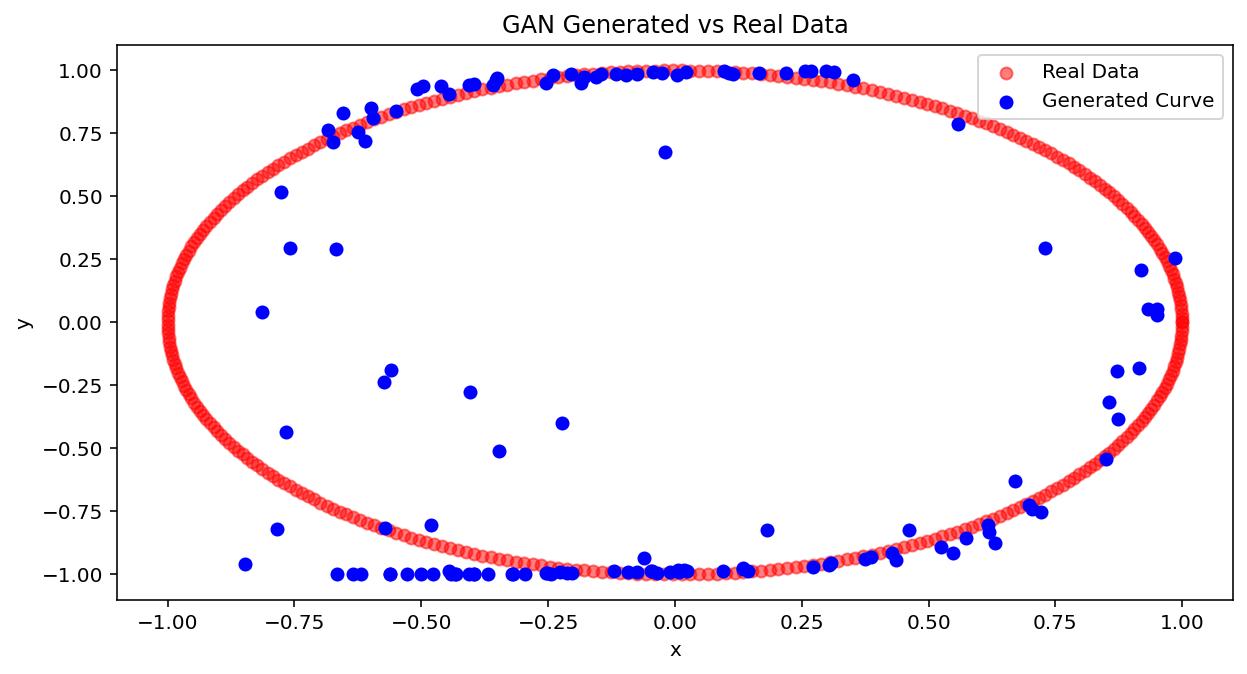 GAN Generated vs Real Data
Real Data
Generated Curve
1.00
0.75
0.50
0.25
0.00
−0.25
−0.50
−0.75
−1.00
y
−1.00 −0.75 −0.50 −0.25 0.00 0.25 0.50 0.75 1.00
x